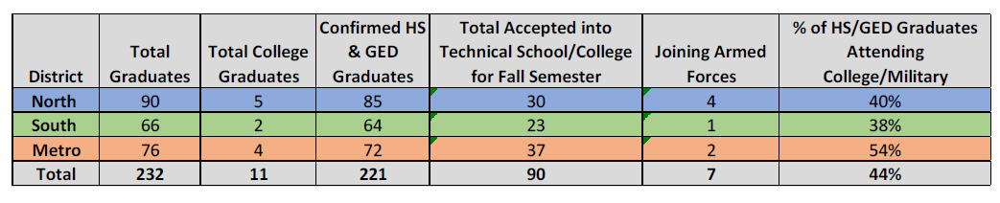 District Total Graduates Total College Graduates Confirmed HS & GED Graduates Total Accepted into Technical School/College for Fall Semester Joining Armed Forces % of HS/GED Graduates Attending College/Military
North 90 5 85 30 4 40%
South 66 2 64 23 1 38%
Metro 76 4 72 37 2 54%
Total 232 11 221 90 7 44%